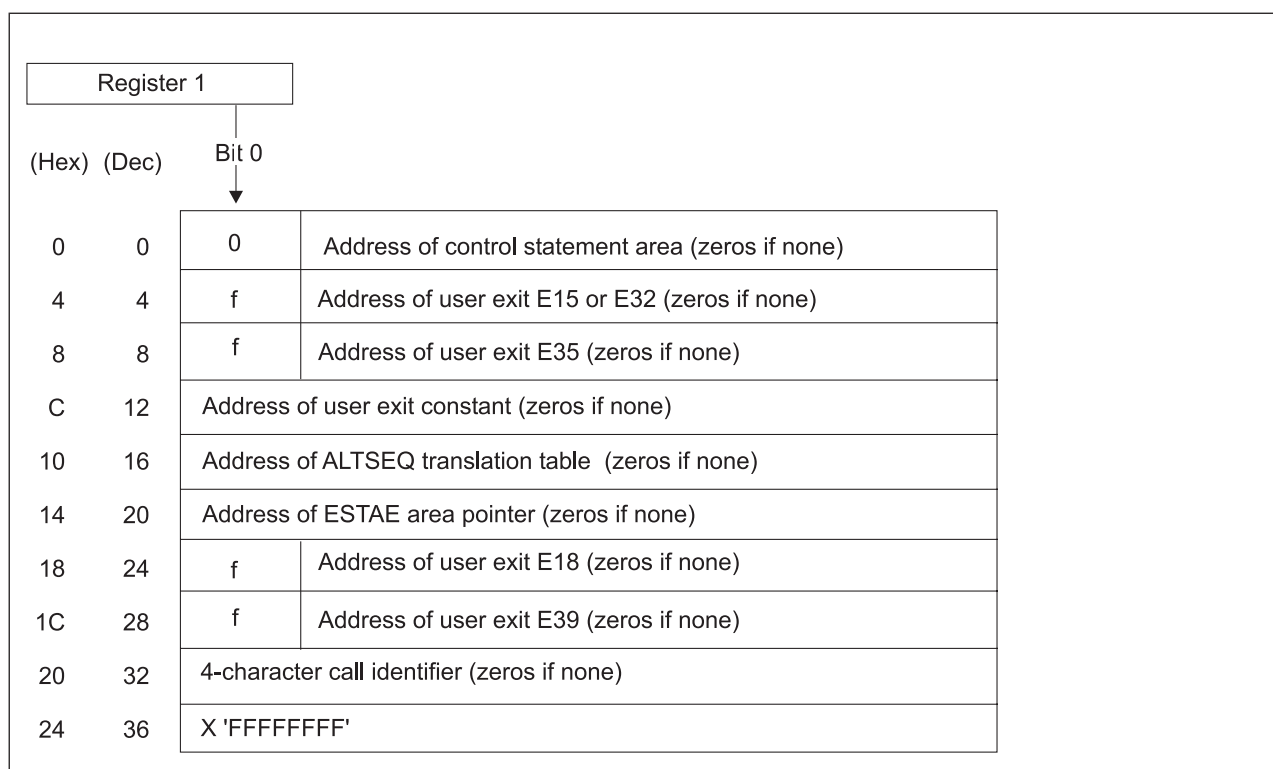 Register 1
(Hex) (Dec) Bit 0
0 0 0 Address of control statement area (zeros if none)
4 4 f Address of user exit E15 or E32 (zeros if none)
8 8 f Address of user exit E35 (zeros if none)
C 12 Address of user exit constant (zeros if none)
10 16 Address of ALTSEQ translation table (zeros if none)
14 20 Address of ESTAE area pointer (zeros if none)
18 24 f Address of user exit E18 (zeros if none)
1C 28 f Address of user exit E39 (zeros if none)
20 32 4-character call identifier (zeros if none)
24 36 X 'FFFFFFFF'